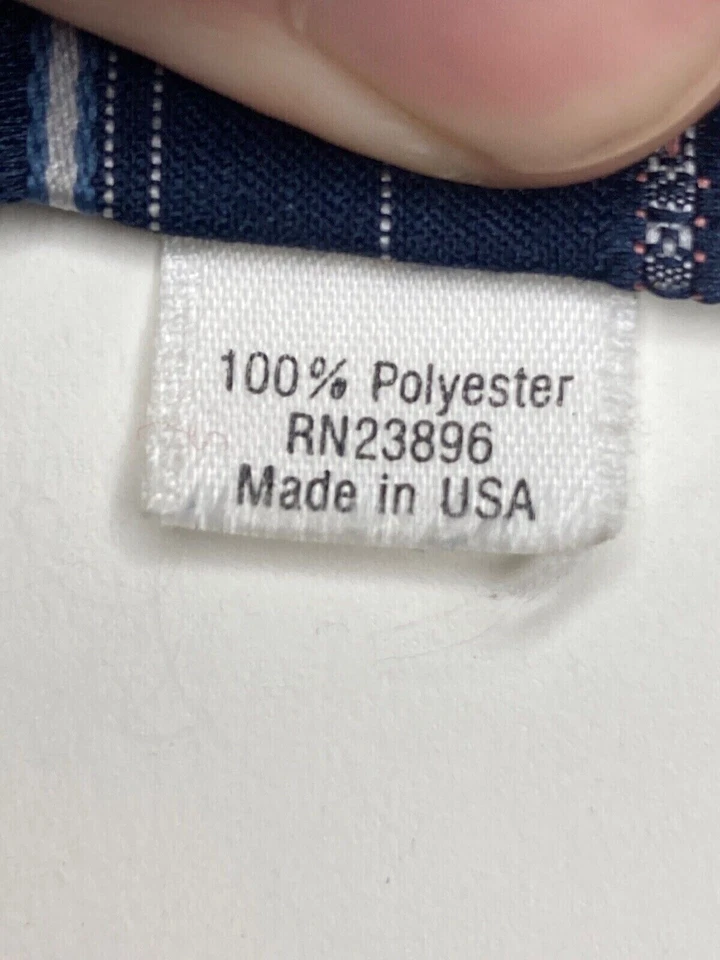 100% Polyester
RN23896
Made in USA